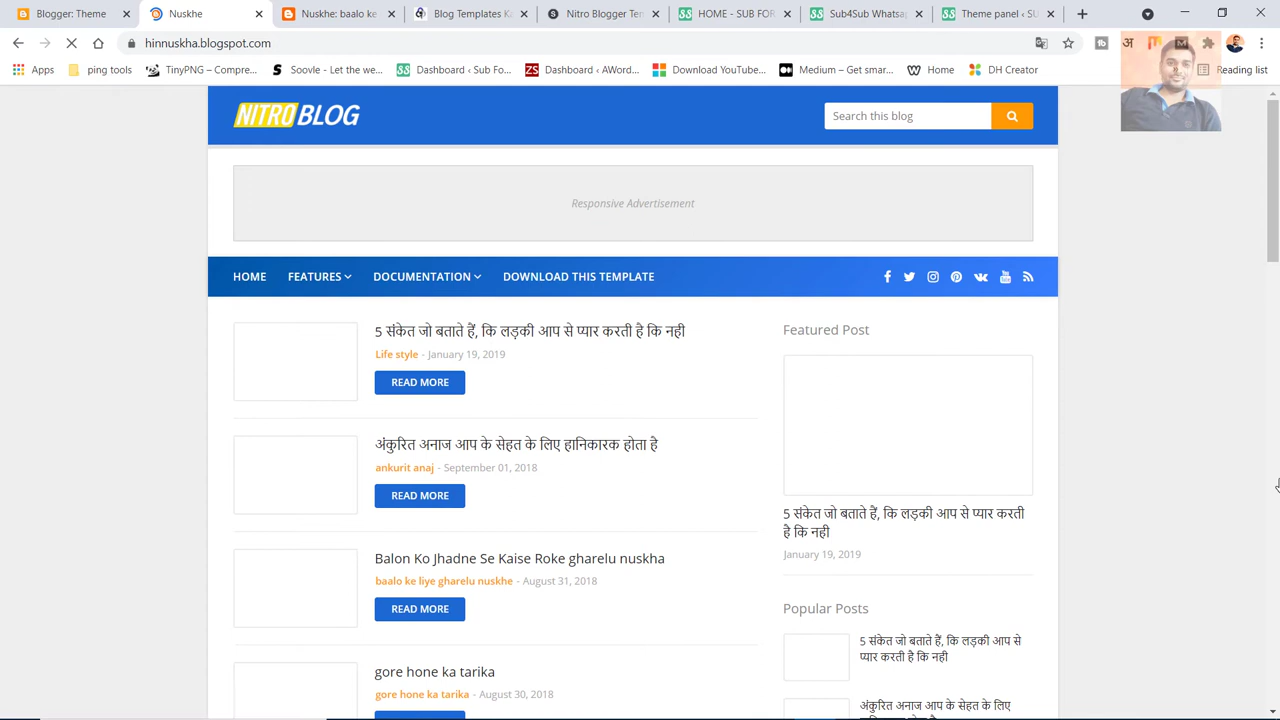 Blogger: Theme
Nuskhe
Nuskhe: baalo ke
Blog Templates Ke
Nitro Blogger Ten
HOME - SUB FOR
Sub4Sub Whatsap
Theme panel ‹ SU
hinnuskha.blogspot.com
Apps
ping tools
TinyPNG – Compre...
Soovle - Let the we...
Dashboard ‹ Sub Fo...
Dashboard ‹ AWord...
Download YouTube...
Medium – Get smar...
Home
DH Creator
Reading list
NITROBLOG
Search this blog
Responsive Advertisement
HOME
FEATURES
DOCUMENTATION
DOWNLOAD THIS TEMPLATE
5 संकेत जो बताते हैं, कि लड़की आप से प्यार करती है कि नही
Life style - January 19, 2019
READ MORE
अंकुरित अनाज आप के सेहत के लिए हानिकारक होता हे
ankurit anaj - September 01, 2018
READ MORE
Balon Ko Jhadne Se Kaise Roke gharelu nuskha
baalo ke liye gharelu nuskhe - August 31, 2018
READ MORE
gore hone ka tarika
gore hone ka tarika - August 30, 2018
Featured Post
5 संकेत जो बताते हैं, कि लड़की आप से प्यार करती
है कि नही
January 19, 2019
Popular Posts
5 संकेत जो बताते हैं, कि लड़की आप से
प्यार करती है कि नही
अंकुरित अनाज आप के सेहत के लिए